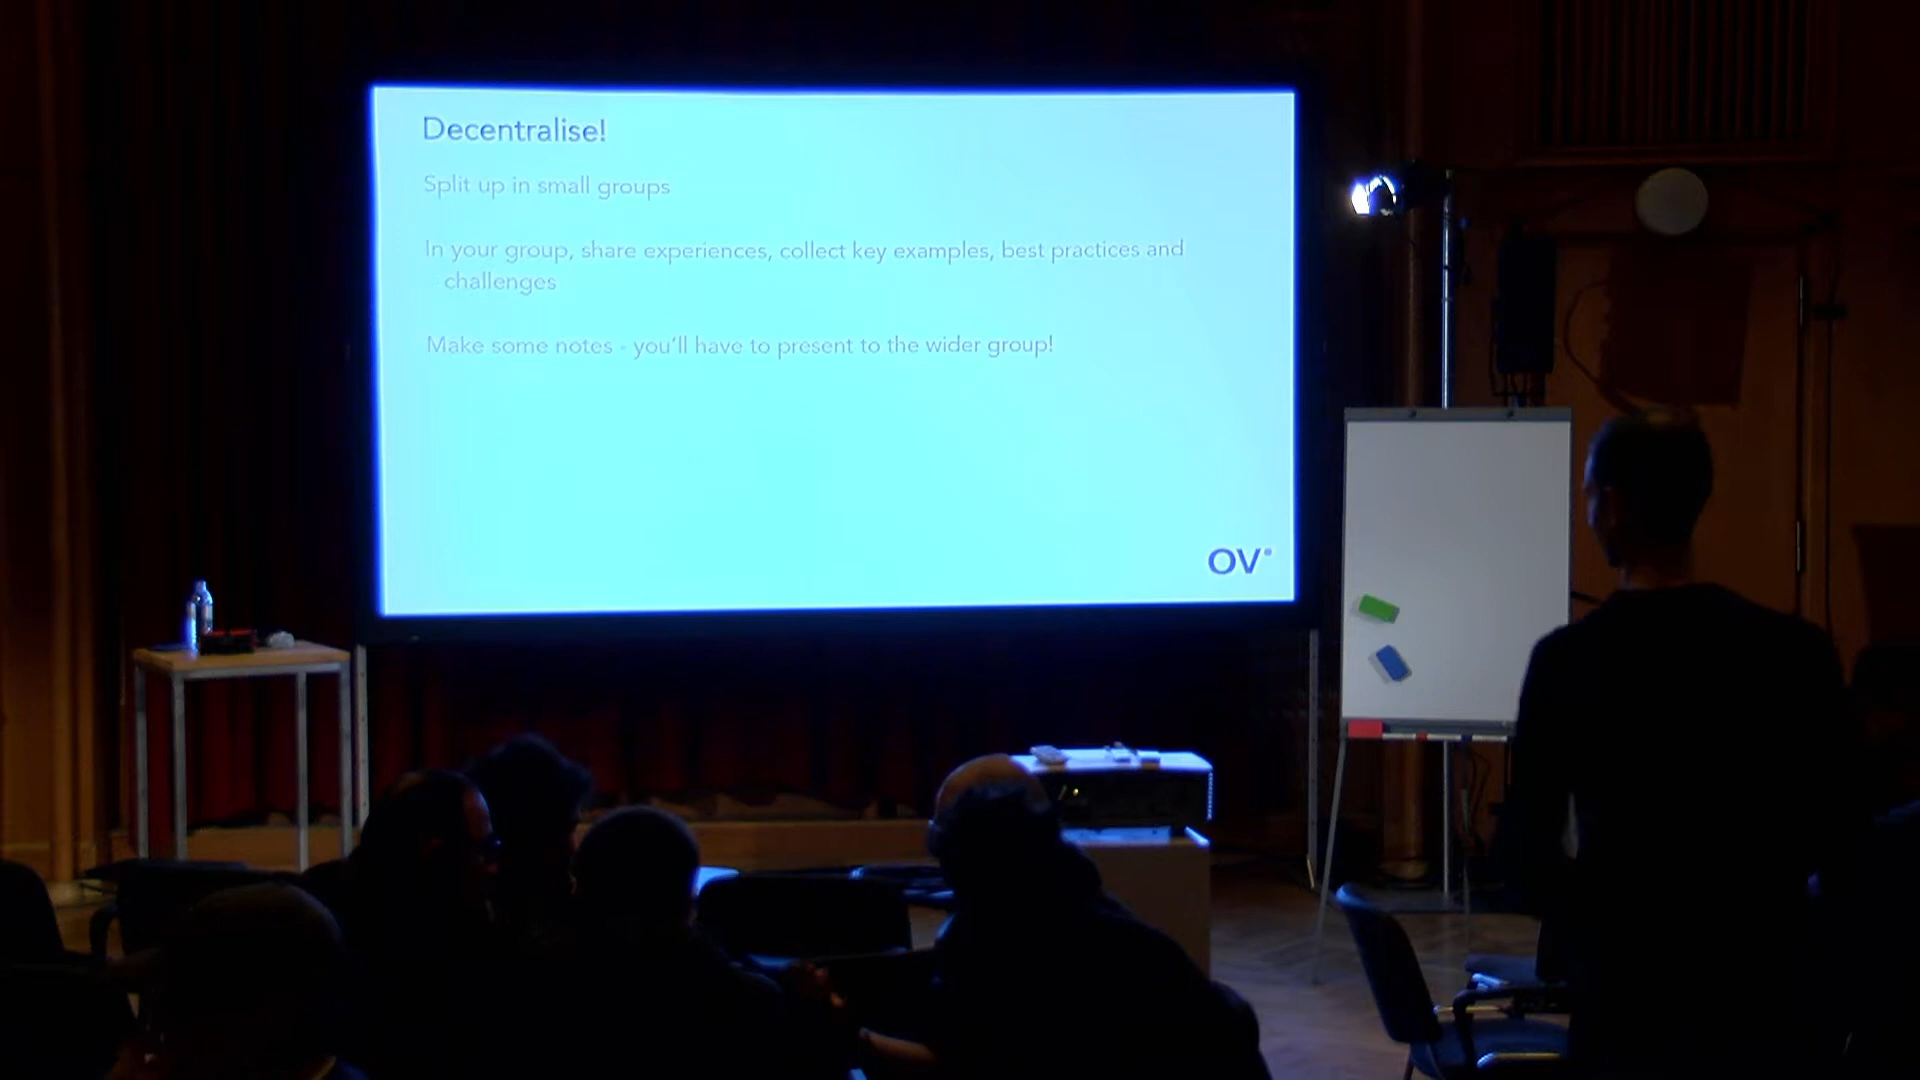 Decentralise!
Split up in small groups
In your group, share experiences, collect key examples, best practices and
challenges
Make some notes - you'll have to present to the wider group!
OV°